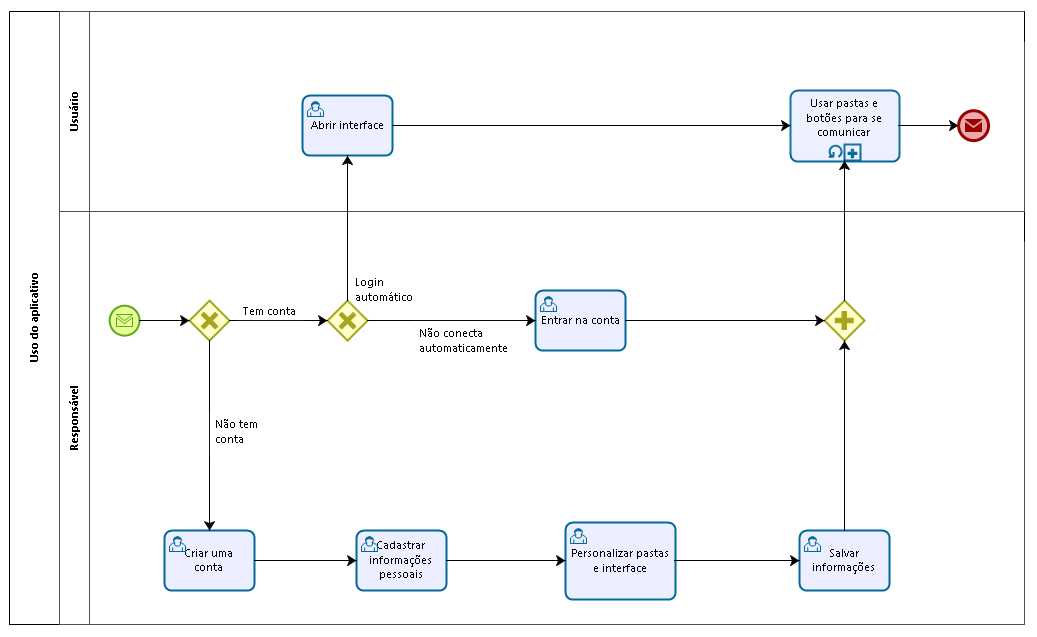 Uso do aplicativo
Usuário
Abrir interface
Usar pastas e
botões para se
comunicar
Responsável
Tem conta
Login
automático
Não conecta
automaticamente
Entrar na conta
Não tem
conta
Criar uma
conta
Cadastrar
informações
pessoais
Personalizar pastas
e interface
Salvar
informações